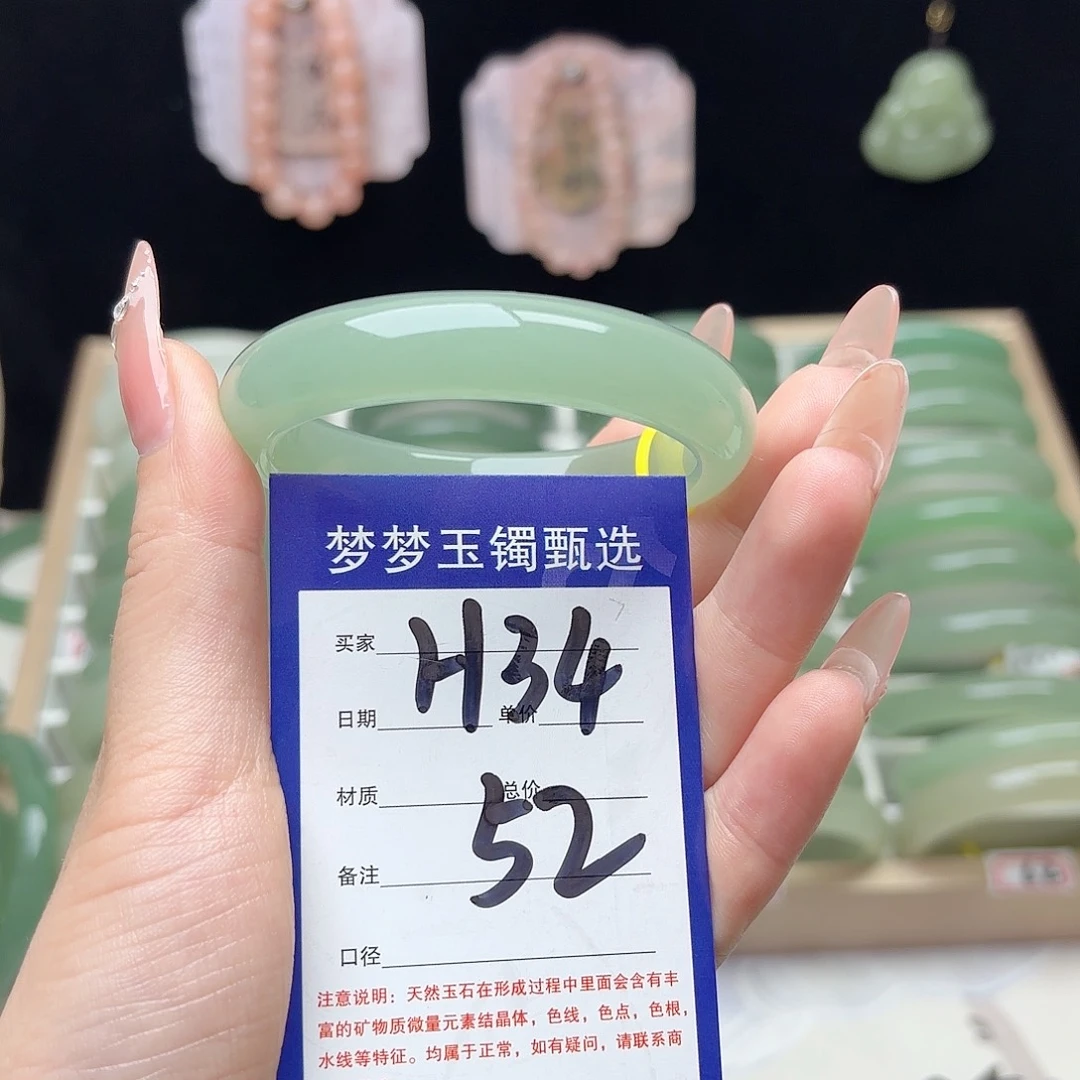 梦梦玉镯甄选
买家
H34
日期 单价
材质 总价
52
备注
口径
注意说明：天然玉石在形成过程中里面会含有丰
富的矿物质微量元素结晶体，色线，色点，色根，
水线等特征。均属于正常，如有疑问，请联系商